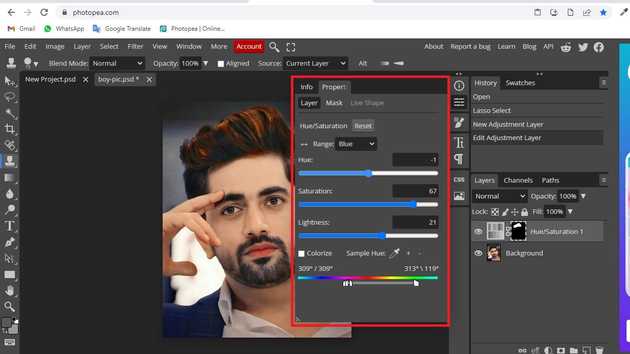 photopea.com
Gmail WhatsApp Google Translate Photopea | Online...
File Edit Image Layer Select Filter View Window More Account About Report a bug Learn Blog API
Blend Mode: Normal Opacity: 100% Aligned Source: Current Layer Alt
New Project.psd boy-pic.psd *
Info Proper:
Layer Mask Live Shape
Hue/Saturation Reset
Range: Blue
Hue: -1
Saturation: 67
Lightness: 21
Colorize Sample Hue: + -
309° / 309° 313° \ 119°
CSS
History Swatches
Open
Lasso Select
New Adjustment Layer
Edit Adjustment Layer
Layers Channels Paths
Normal Opacity: 100%
Lock: Fill: 100%
Hue/Saturation 1
Background
eff